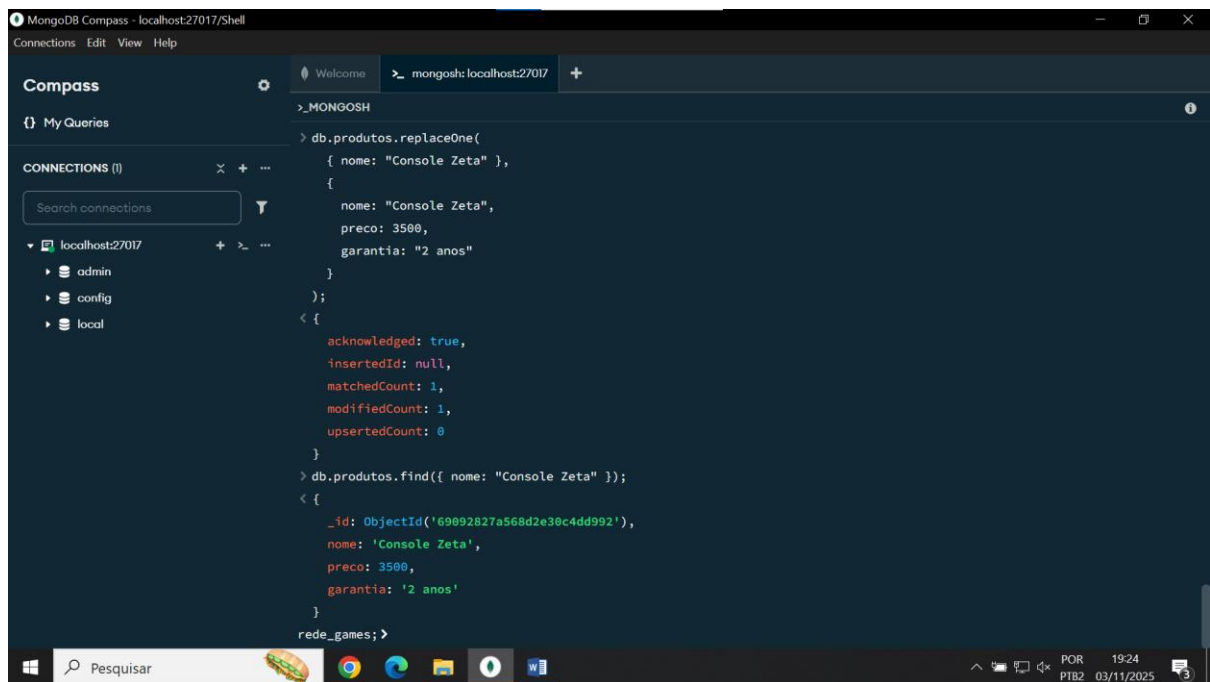 MongoDB Compass - localhost:27017/Shell
Connections Edit View Help
Compass
{} My Queries
CONNECTIONS (1)
Search connections
localhost:27017
admin
config
local
Welcome
>_ mongosh: localhost:27017
>_MONGOSH
> db.produtos.replaceOne(
{ nome: "Console Zeta" },
{
nome: "Console Zeta",
preco: 3500,
garantia: "2 anos"
}
);
< {
acknowledged: true,
insertedId: null,
matchedCount: 1,
modifiedCount: 1,
upsertedCount: 0
}
> db.produtos.find({ nome: "Console Zeta" });
< {
_id: ObjectId('69092827a568d2e30c4dd992'),
nome: 'Console Zeta',
preco: 3500,
garantia: '2 anos'
}
rede_games;>
Pesquisar
POR
PTB2
19:24
03/11/2025
3